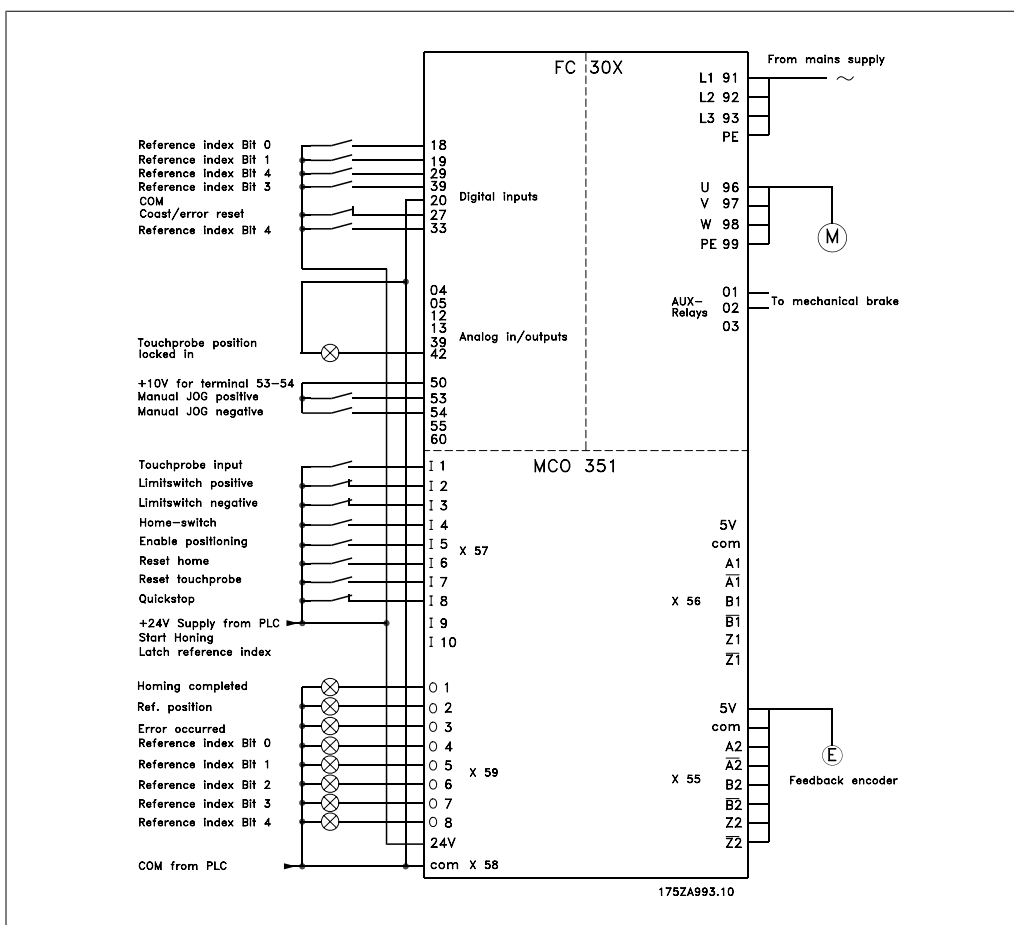 FC 30X
From mains supply
L1 91
L2 92
L3 93
PE
Reference index Bit 0
18
Reference index Bit 1
19
Reference index Bit 4
29
Reference index Bit 3
39
COM
20
Digital inputs
Coast/error reset
27
Reference index Bit 4
33
U 96
V 97
W 98
PE 99
M
04
05
12
13
39
42
Analog in/outputs
Touchprobe position
locked in
AUX-
Relays
01
02
03
To mechanical brake
+10V for terminal 53-54
50
Manual JOG positive
53
Manual JOG negative
54
55
60
MCO 351
Touchprobe input
I 1
Limitswitch positive
I 2
Limitswitch negative
I 3
Home-switch
I 4
Enable positioning
I 5
X 57
Reset home
I 6
Reset touchprobe
I 7
Quickstop
I 8
+24V Supply from PLC
I 9
Start Honing
I 10
Latch reference index
5V
com
A1
A̅1̅
B1
B̅1̅
Z1
Z̅1̅
X 56
Homing completed
O 1
Ref. position
O 2
Error occurred
O 3
Reference index Bit 0
O 4
Reference index Bit 1
O 5
X 59
Reference index Bit 2
O 6
Reference index Bit 3
O 7
Reference index Bit 4
O 8
24V
COM from PLC
com X 58
5V
com
A2
A̅2̅
B2
B̅2̅
Z2
Z̅2̅
X 55
E
Feedback encoder
175ZA993.10